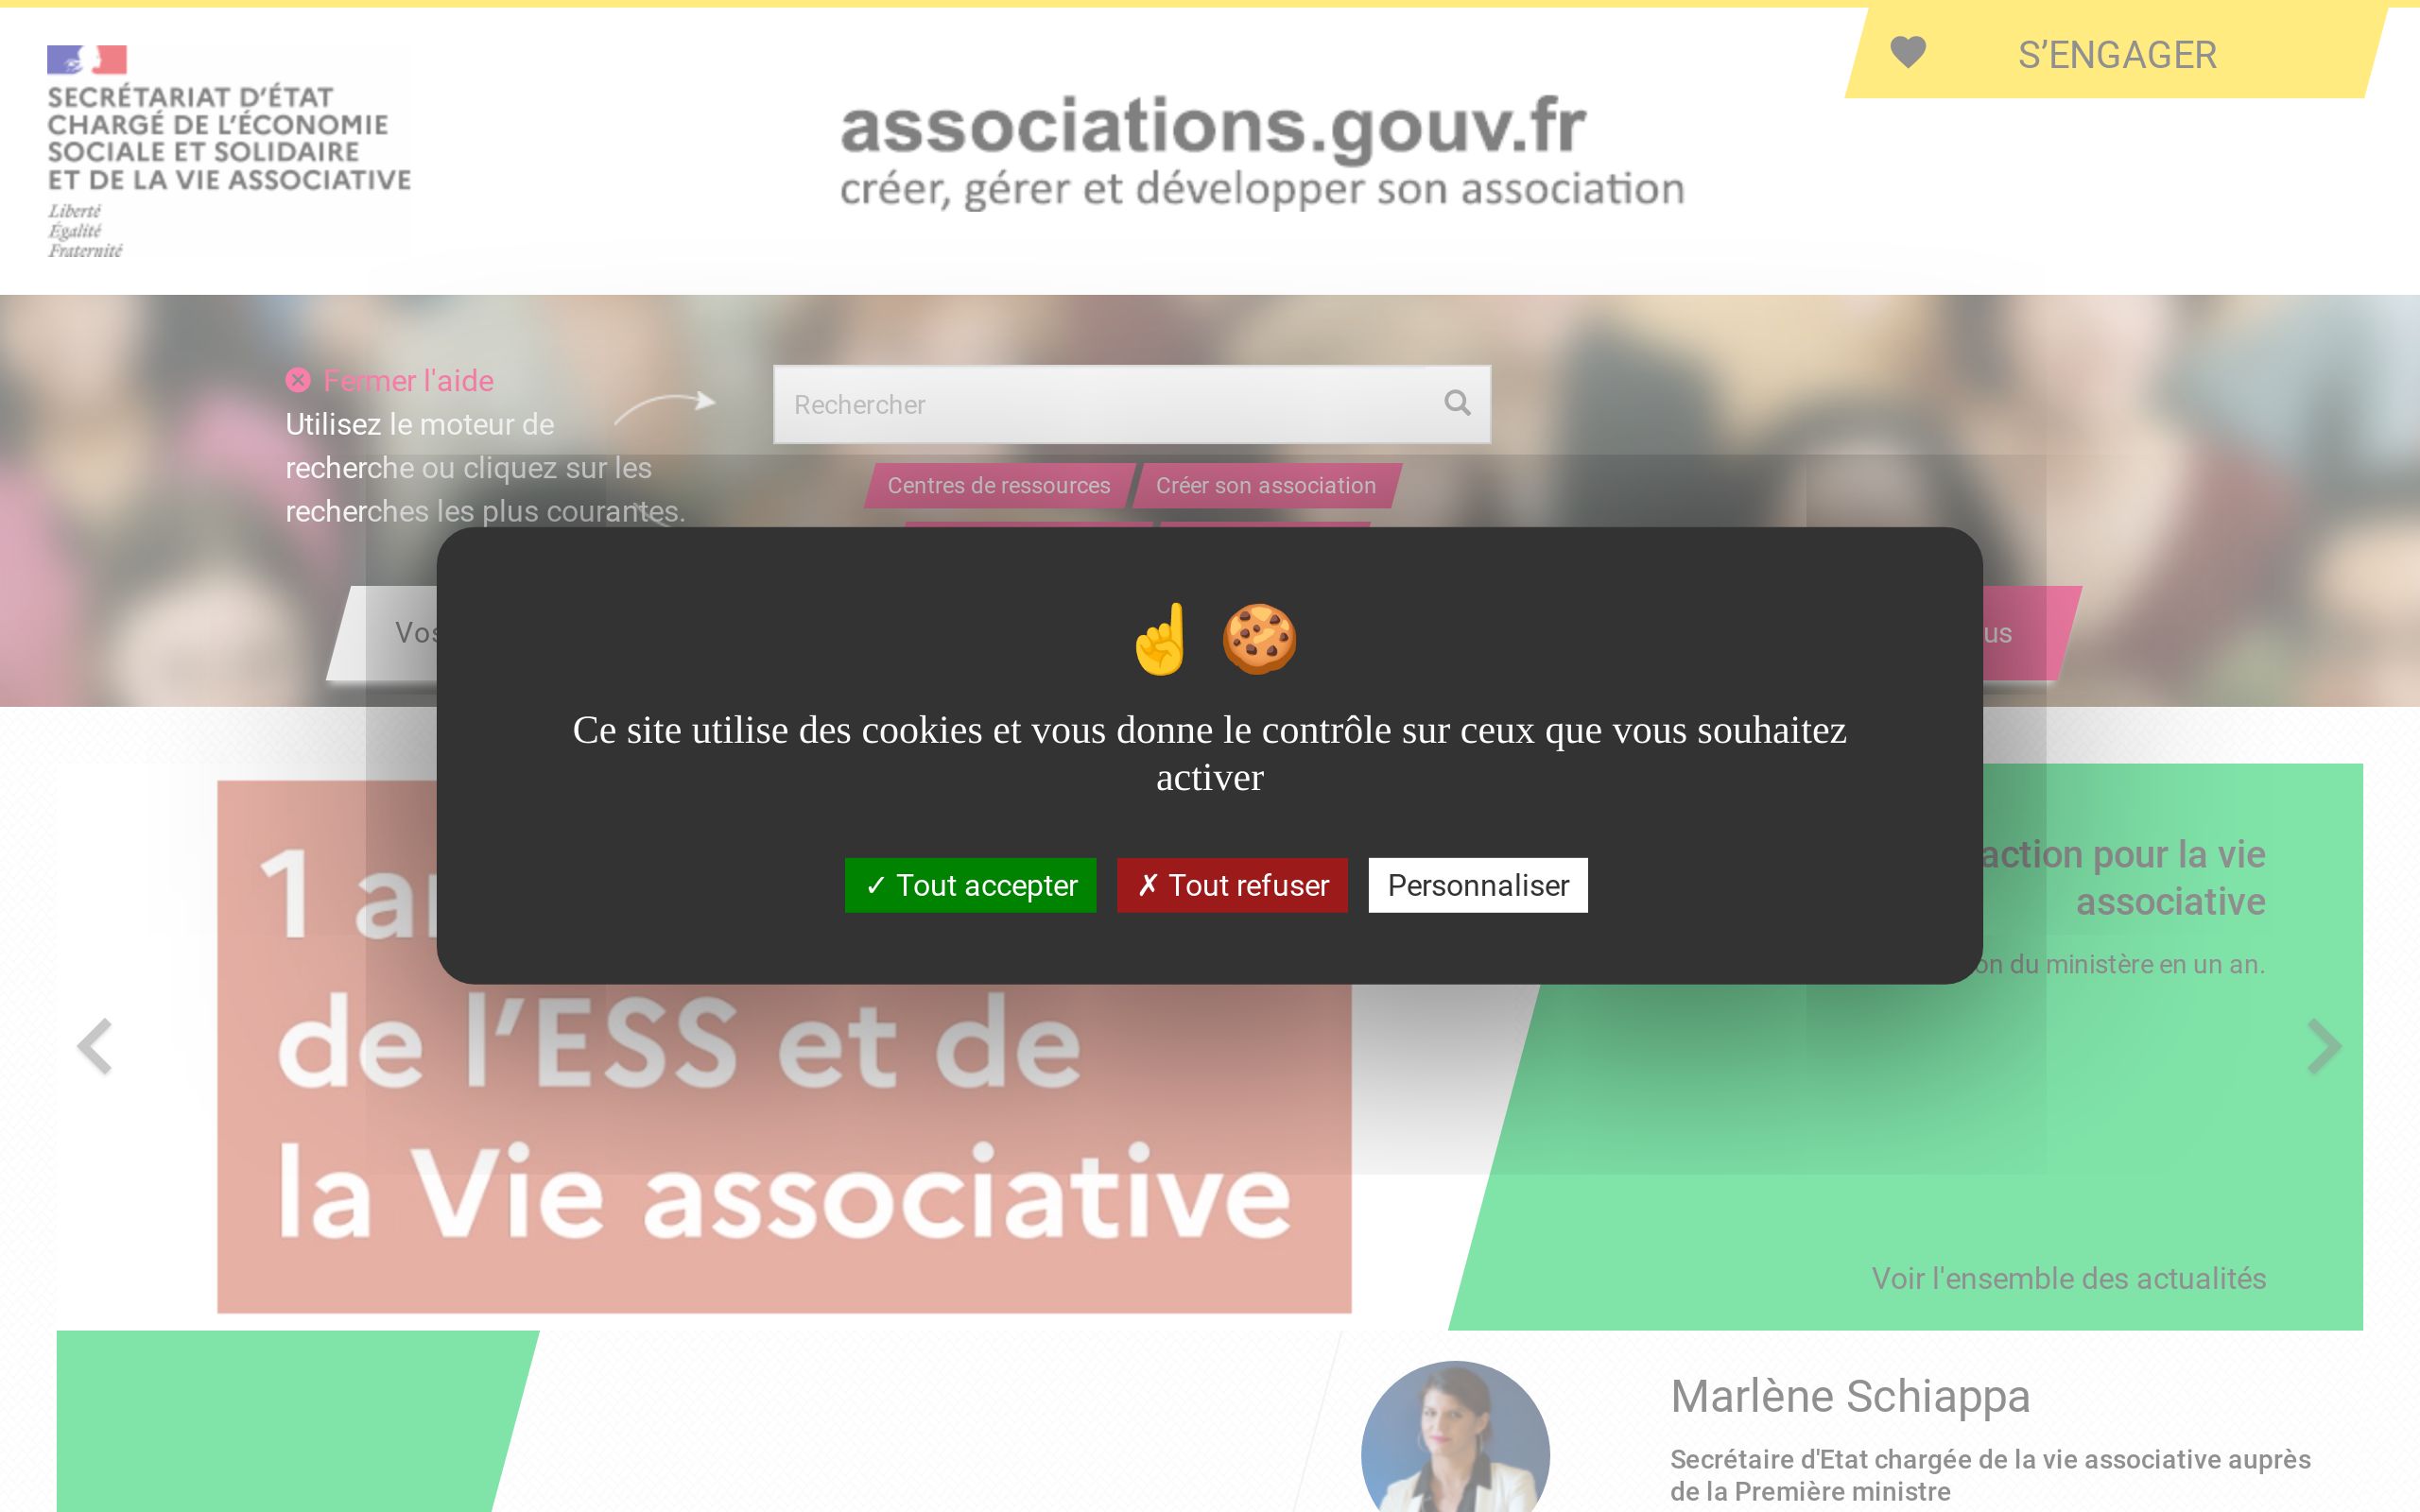 S’ENGAGER
SECRÉTARIAT D’ÉTAT
CHARGÉ DE L’ÉCONOMIE
SOCIALE ET SOLIDAIRE
ET DE LA VIE ASSOCIATIVE
Liberté
Égalité
Fraternité
associations.gouv.fr
créer, gérer et développer son association
Fermer l'aide
Utilisez le moteur de
recherche ou cliquez sur les
recherches les plus courantes.
Rechercher
Centres de ressources
Créer son association
Ce site utilise des cookies et vous donne le contrôle sur ceux que vous souhaitez
activer
✓ Tout accepter
✗ Tout refuser
Personnaliser
1
de l’ESS et de
la Vie associative
action pour la vie
associative
du ministère en un an.
Voir l'ensemble des actualités
Marlène Schiappa
Secrétaire d'Etat chargée de la vie associative auprès
de la Première ministre